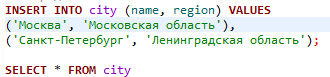 INSERT INTO city (name, region) VALUES
('Москва', 'Московская область'),
('Санкт-Петербург', 'Ленинградская область');
SELECT * FROM city